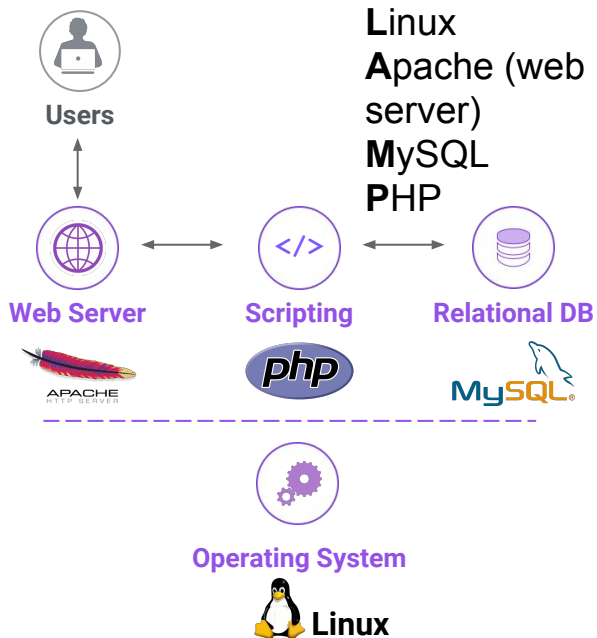 Linux
Apache (web
server)
MySQL
PHP
Users
</>
Web Server
Scripting
Relational DB
APACHE
HTTP SERVER
php
MySQL®
Operating System
Linux